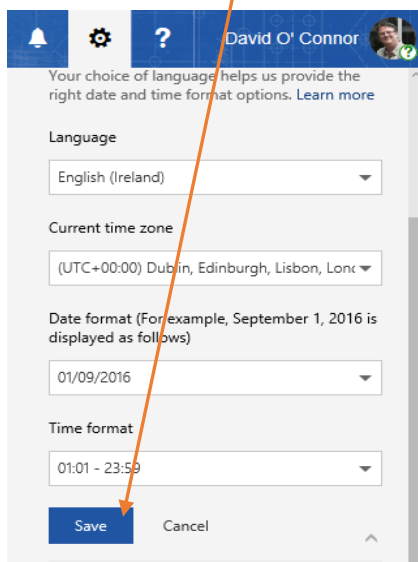 ? David O' Connor
?
Your choice of language helps us provide the
right date and time format options. Learn more
Language
English (Ireland)
Current time zone
(UTC+00:00) Dublin, Edinburgh, Lisbon, Lond
Date format (For example, September 1, 2016 is
displayed as follows)
01/09/2016
Time format
01:01 - 23:59
Save Cancel